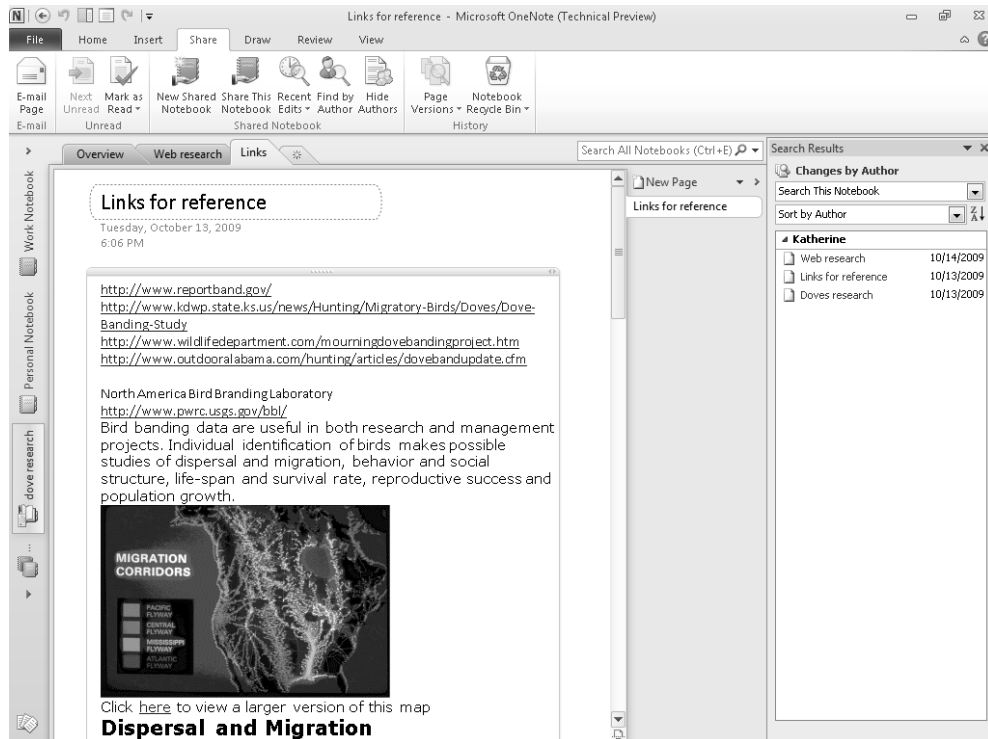 Links for reference - Microsoft OneNote (Technical Preview)
File Home Insert Share Draw Review View
E-mail Page
Next Unread
Mark as Read
New Shared Notebook
Share This Notebook
Recent Edits
Find by Author
Hide Authors
Page Versions
Notebook Recycle Bin
E-mail Unread Shared Notebook History
Overview Web research Links
Search All Notebooks (Ctrl+E)
Work Notebook
Personal Notebook
dove research
Links for reference
Tuesday, October 13, 2009
6:06 PM
http://www.reportband.gov/
http://www.kdwp.state.ks.us/news/Hunting/Migratory-Birds/Doves/Dove-
Banding-Study
http://www.wildlifedepartment.com/mourningdovebandingproject.htm
http://www.outdooralabama.com/hunting/articles/dovebandupdate.cfm
North America Bird Branding Laboratory
http://www.pwrc.usgs.gov/bbl/
Bird banding data are useful in both research and management
projects. Individual identification of birds makes possible
studies of dispersal and migration, behavior and social
structure, life-span and survival rate, reproductive success and
population growth.
MIGRATION
CORRIDORS
PACIFIC
FLYWAY
CENTRAL
FLYWAY
MISSISSIPPI
FLYWAY
ATLANTIC
FLYWAY
Click here to view a larger version of this map
Dispersal and Migration
New Page
Links for reference
Search Results
Changes by Author
Search This Notebook
Sort by Author
Katherine
Web research 10/14/2009
Links for reference 10/13/2009
Doves research 10/13/2009